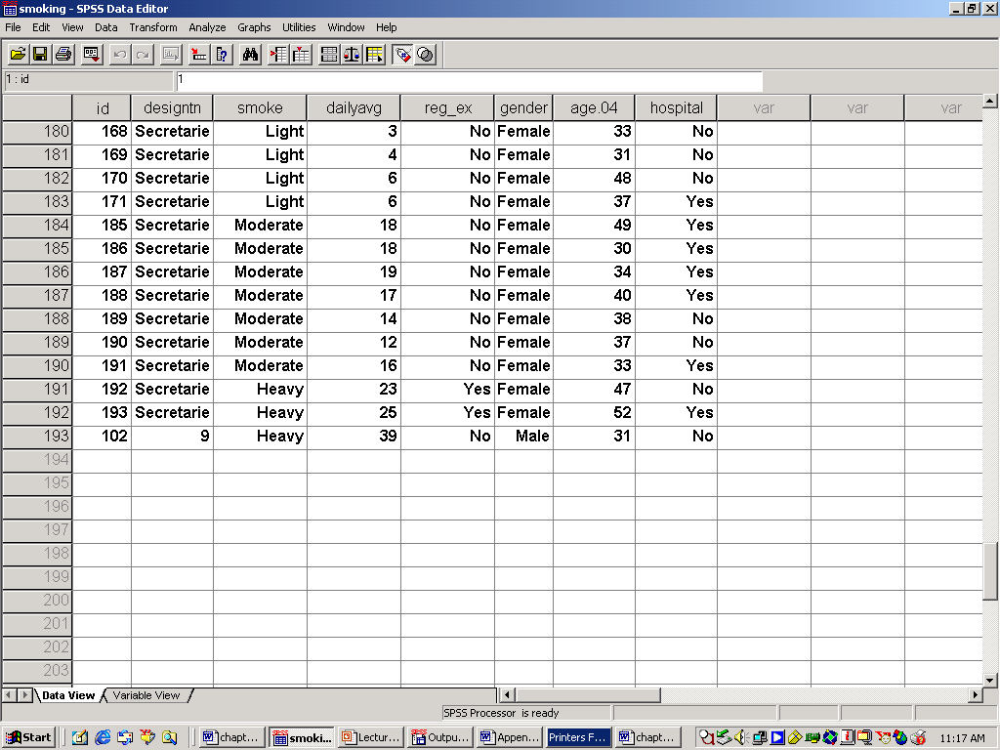 smoking - SPSS Data Editor
File Edit View Data Transform Analyze Graphs Utilities Window Help
1 : id 1
id designtn smoke dailyavg reg_ex gender age.04 hospital var var var
180 168 Secretarie Light 3 No Female 33 No
181 169 Secretarie Light 4 No Female 31 No
182 170 Secretarie Light 6 No Female 48 No
183 171 Secretarie Light 6 No Female 37 Yes
184 185 Secretarie Moderate 18 No Female 49 Yes
185 186 Secretarie Moderate 18 No Female 30 Yes
186 187 Secretarie Moderate 19 No Female 34 Yes
187 188 Secretarie Moderate 17 No Female 40 Yes
188 189 Secretarie Moderate 14 No Female 38 No
189 190 Secretarie Moderate 12 No Female 37 No
190 191 Secretarie Moderate 16 No Female 33 Yes
191 192 Secretarie Heavy 23 Yes Female 47 No
192 193 Secretarie Heavy 25 Yes Female 52 Yes
193 102 9 Heavy 39 No Male 31 No
194
195
196
197
198
199
200
201
202
203
Data View Variable View
SPSS Processor is ready
Start chapt... smoki... Lectur... Outpu... Appen... Printers F... chapt... 11:17 AM